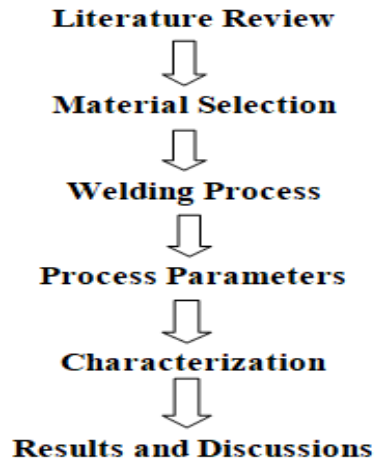 Literature Review
Material Selection
Welding Process
Process Parameters
Characterization
Results and Discussions